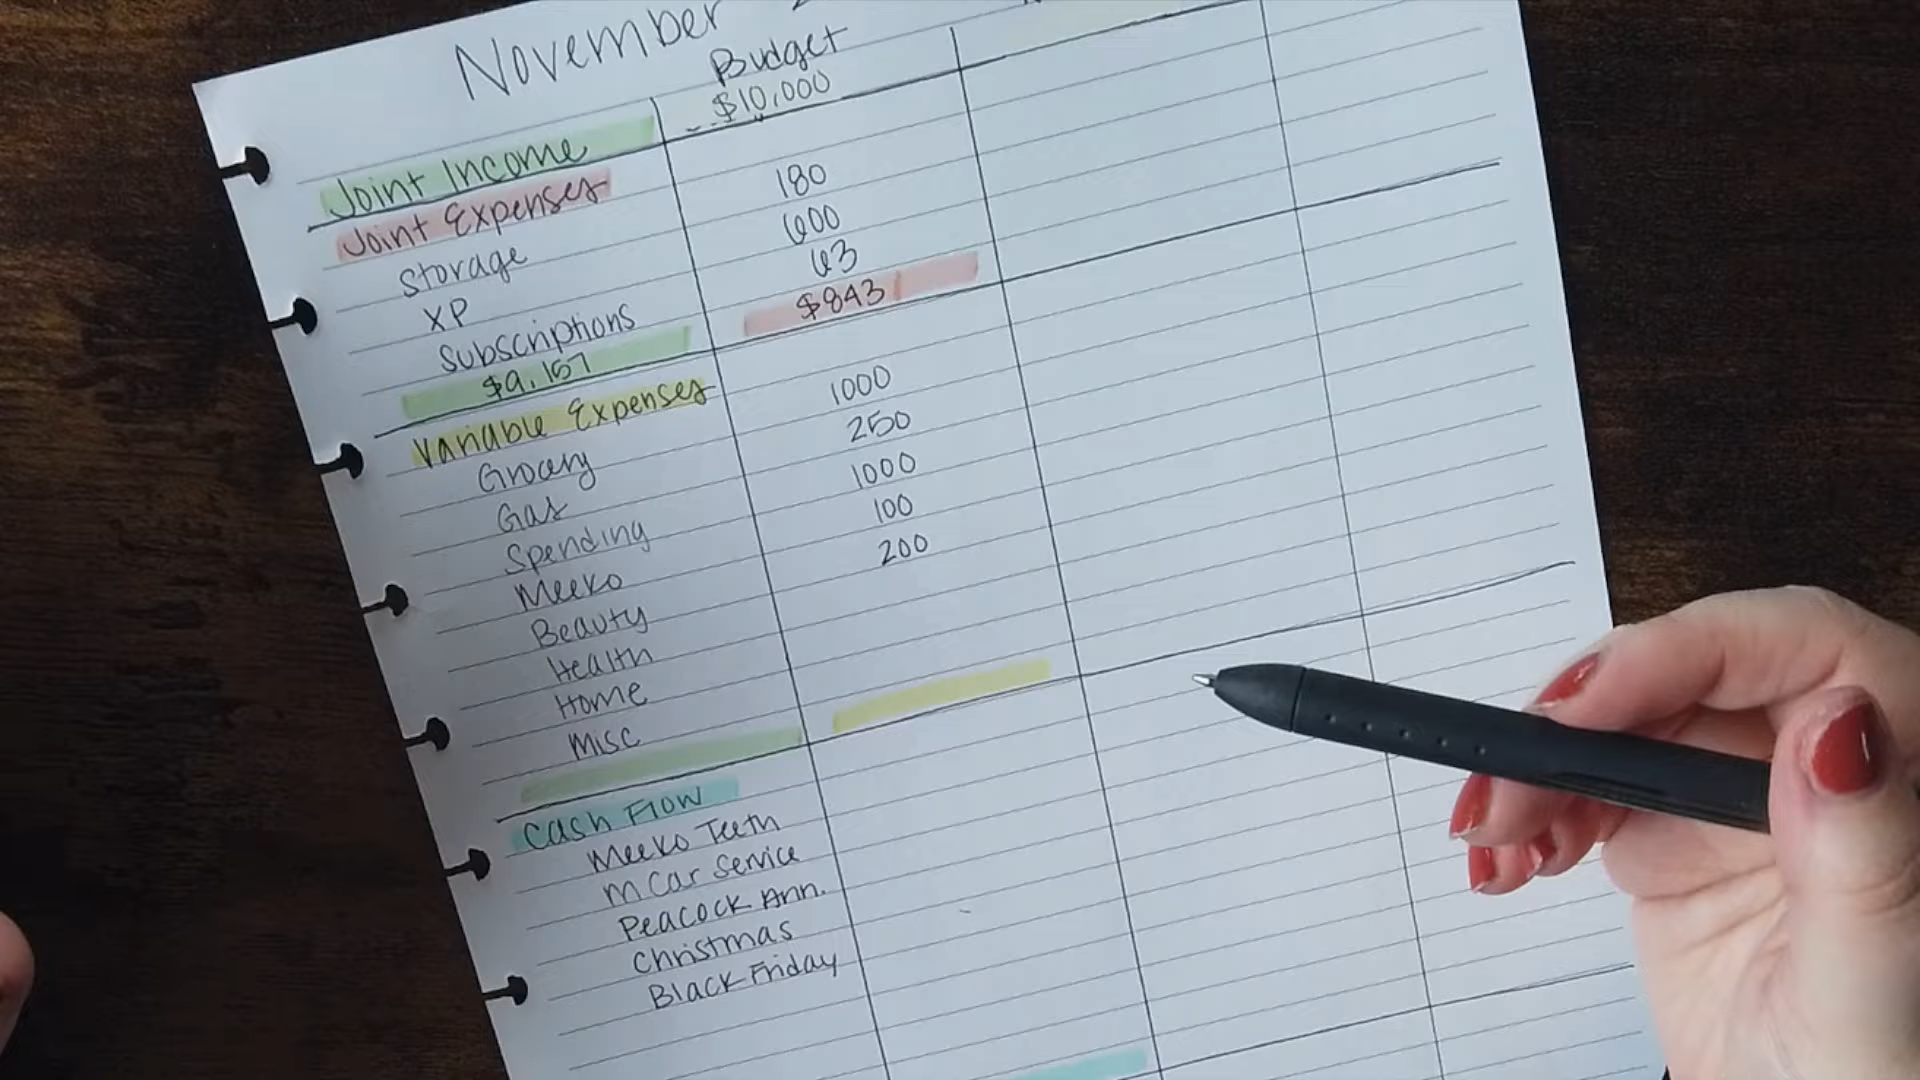 November
Budget
Joint Income $10,000
Joint Expenses
Storage 180
XP 600
Subscriptions 63
$9,157 $843
Variable Expenses
Grocery 1000
Gas 250
Spending 1000
Meeko 100
Beauty 200
Health
Home
Misc
Cash Flow
Meeko Teeth
M Car Service
Peacock Ann.
Christmas
Black Friday